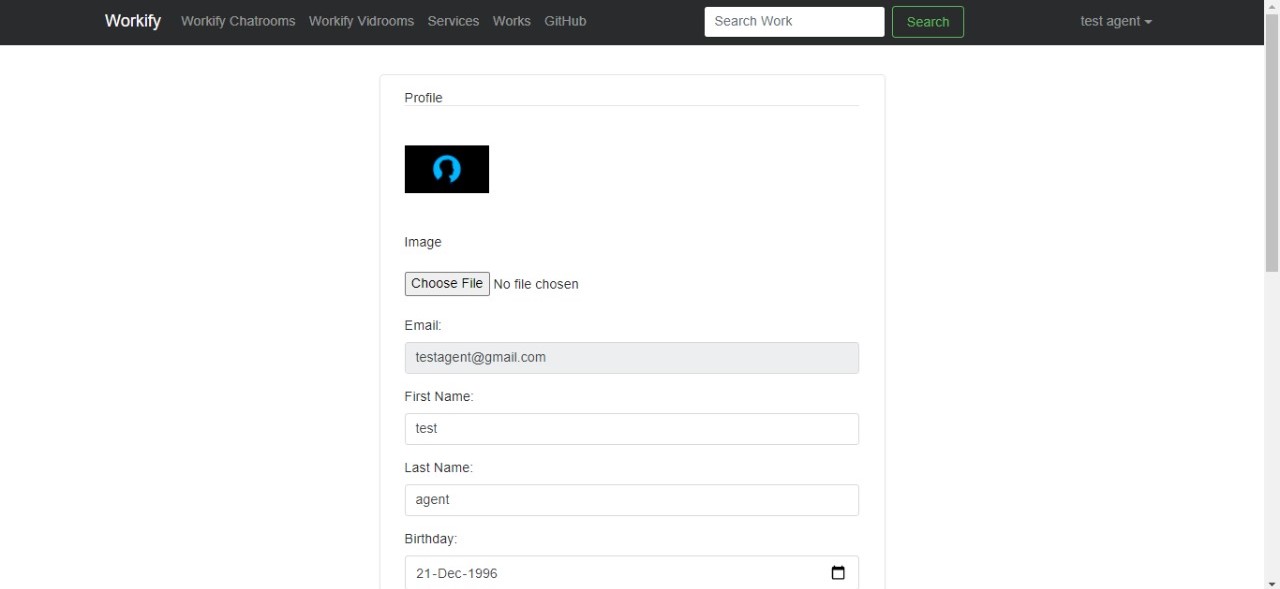 Workify Workify Chatrooms Workify Vidrooms Services Works GitHub Search Work Search test agent
Profile
Image
Choose File No file chosen
Email:
testagent@gmail.com
First Name:
test
Last Name:
agent
Birthday:
21-Dec-1996